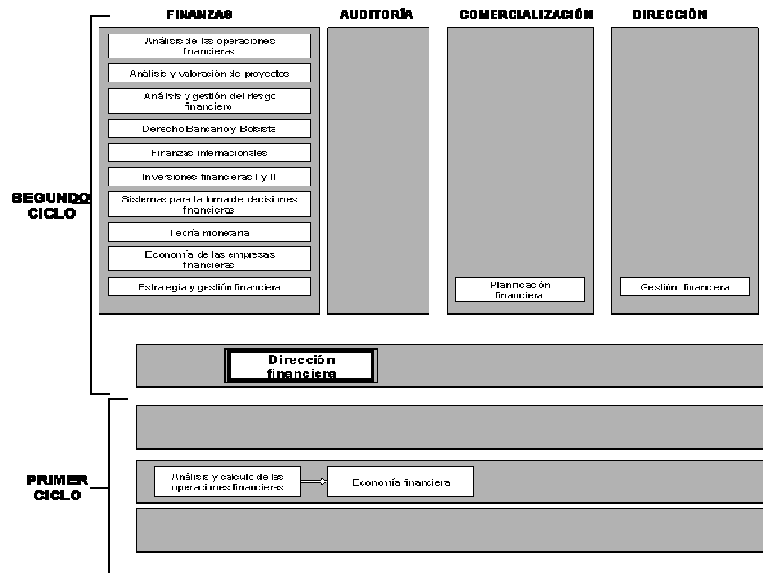 FINANZAS
AUDITORÍA
COMERCIALIZACIÓN
DIRECCIÓN
Análisis de las operaciones
financieras
Análisis y valoración de proyectos
Análisis y gestión del riesgo
financiero
Derecho Bancario y Bolsista
Finanzas internacionales
Inversiones financieras I y II
Sistemas para la toma de decisiones
financieras
Teoría monetaria
Economía de las empresas
financieras
Estrategia y gestión financiera
Planificación
financiera
Gestión financiera
SEGUNDO
CICLO
Dirección
financiera
PRIMER
CICLO
Análisis y calculo de las
operaciones financieras
Economía financiera